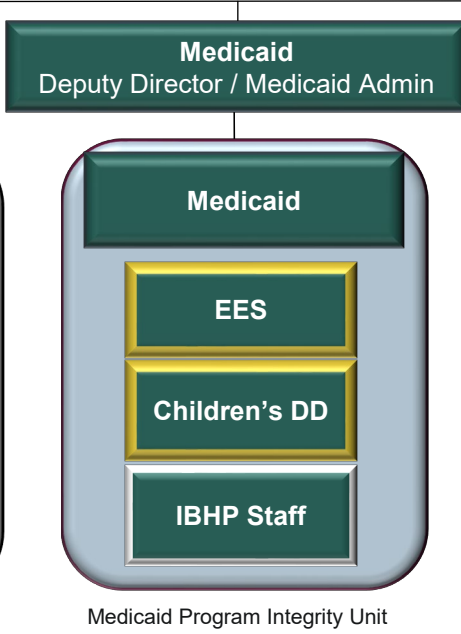 Medicaid
Deputy Director / Medicaid Admin
Medicaid
EES
Children’s DD
IBHP Staff
Medicaid Program Integrity Unit